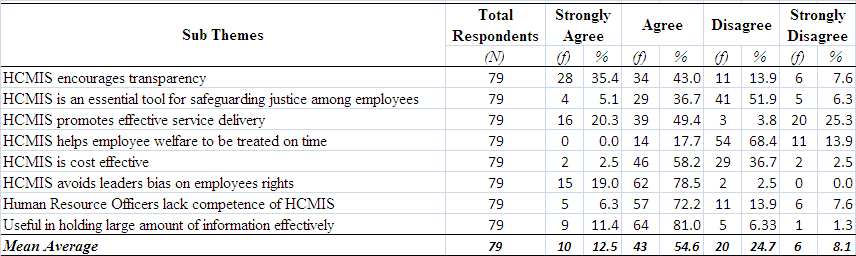 Sub Themes Total Respondents Strongly Agree Agree Disagree Strongly Disagree
(N) (f) % (f) % (f) % (f) %
HCMIS encourages transparency 79 28 35.4 34 43.0 11 13.9 6 7.6
HCMIS is an essential tool for safeguarding justice among employees 79 4 5.1 29 36.7 41 51.9 5 6.3
HCMIS promotes effective service delivery 79 16 20.3 39 49.4 3 3.8 20 25.3
HCMIS helps employee welfare to be treated on time 79 0 0.0 14 17.7 54 68.4 11 13.9
HCMIS is cost effective 79 2 2.5 46 58.2 29 36.7 2 2.5
HCMIS avoids leaders bias on employees rights 79 15 19.0 62 78.5 2 2.5 0 0.0
Human Resource Officers lack competence of HCMIS 79 5 6.3 57 72.2 11 13.9 6 7.6
Useful in holding large amount of information effectively 79 9 11.4 64 81.0 5 6.33 1 1.3
Mean Average 79 10 12.5 43 54.6 20 24.7 6 8.1